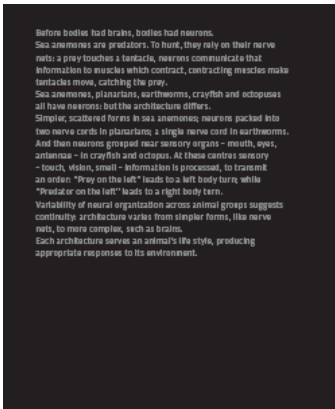 Before bodies had brains, bodies had neurons.
Sea anemones are predators. To hunt, they rely on their nerve
nets: a prey touches a tentacle, neurons communicate that
information to muscles which contract, contracting muscles make
tentacles move, catching the prey.
Sea anemones, planarians, earthworms, crayfish and octopuses
all have neurons: but the architecture differs.
Simpler, scattered forms in sea anemones; neurons packed into
two nerve cords in planarians; a single nerve cord in earthworms.
And then neurons grouped near sensory organs – mouth, eyes,
antennae – in crayfish and octopus. At these centres sensory
– touch, vision, smell – information is processed, to transmit
an order: "Prey on the left" leads to a left body turn; while
"Predator on the left" leads to a right body turn.
Variability of neural organization across animal groups suggests
continuity: architecture varies from simpler forms, like nerve
nets, to more complex, such as brains.
Each architecture serves an animal's life style, producing
appropriate responses to its environment.